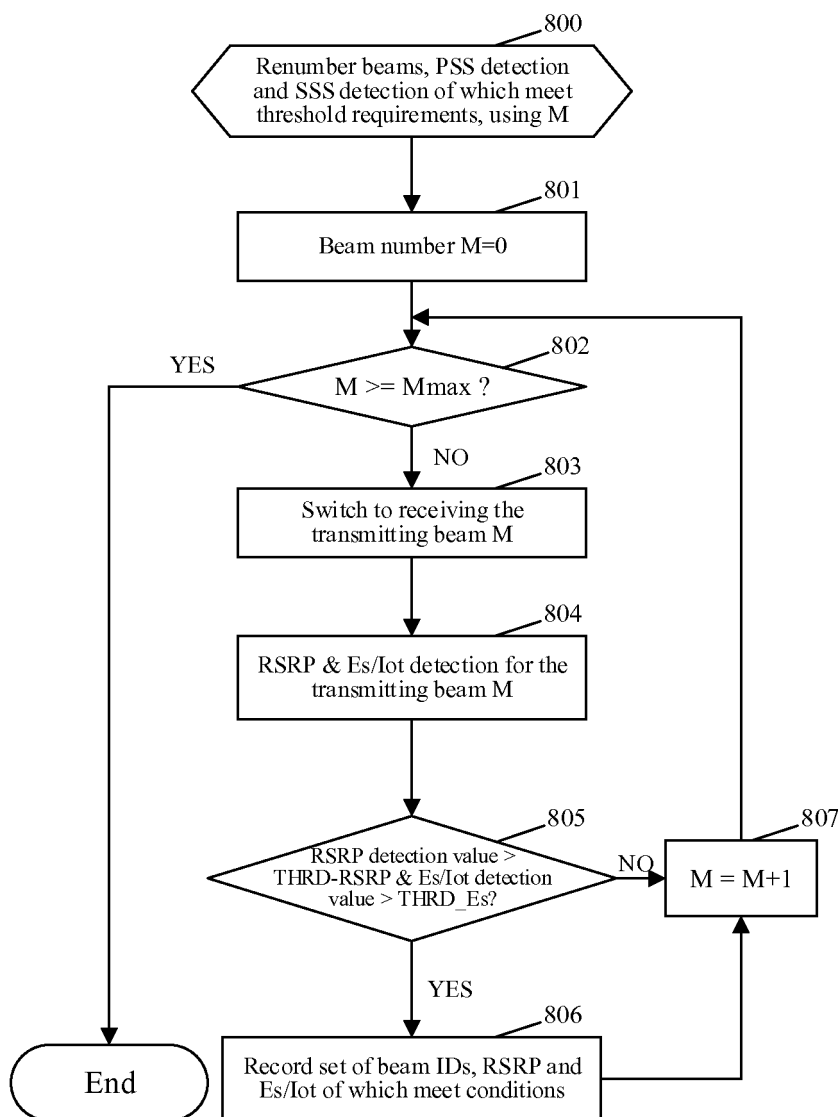 800
Renumber beams, PSS detection
and SSS detection of which meet
threshold requirements, using M
801
Beam number M=0
802
YES
M >= Mmax ?
NO
803
Switch to receiving the
transmitting beam M
804
RSRP & Es/Iot detection for the
transmitting beam M
805
807
RSRP detection value >
THRD-RSRP & Es/Iot detection
value > THRD_Es?
NO
M = M+1
YES
806
Record set of beam IDs, RSRP and
Es/Iot of which meet conditions
End